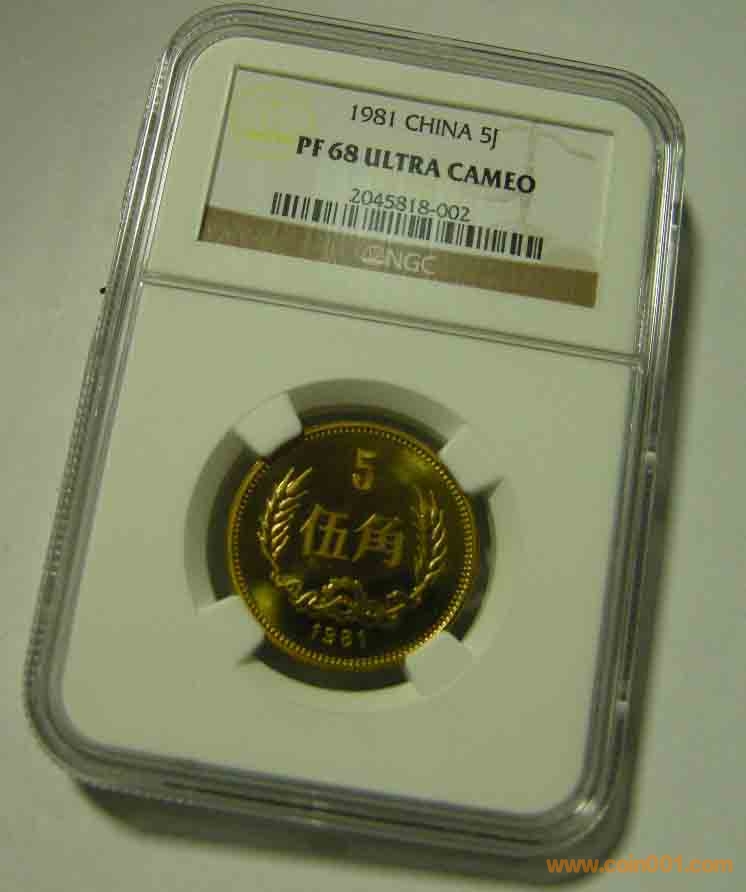 1981 CHINA 5J
PF 68 ULTRA CAMEO
2045818-002
NGC
5
伍角
1981
www.coin001.com